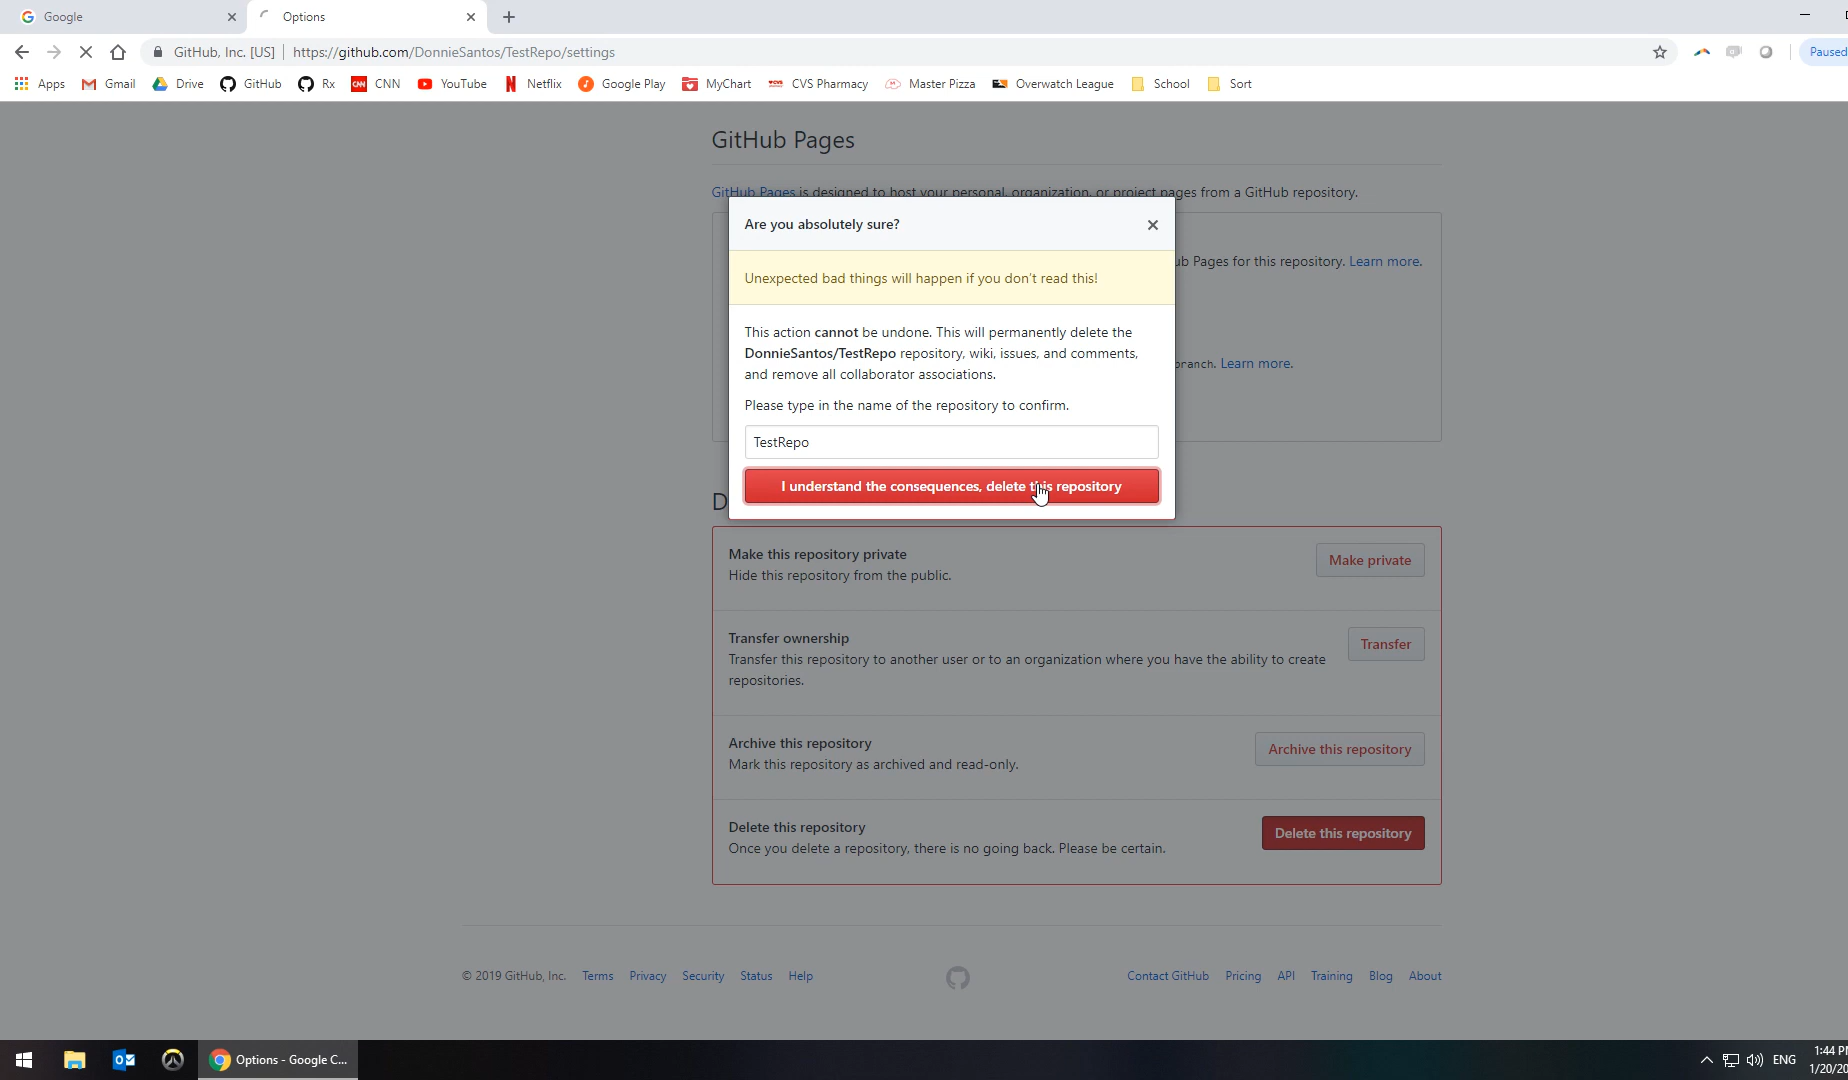 Google
Options
GitHub, Inc. [US] https://github.com/DonnieSantos/TestRepo/settings
Paused
Apps Gmail Drive GitHub Rx CNN YouTube Netflix Google Play MyChart CVS Pharmacy Master Pizza Overwatch League School Sort
GitHub Pages
GitHub Pages is designed to host your personal, organization, or project pages from a GitHub repository.
Are you absolutely sure?
ub Pages for this repository. Learn more.
Unexpected bad things will happen if you don't read this!
This action cannot be undone. This will permanently delete the
DonnieSantos/TestRepo repository, wiki, issues, and comments,
branch. Learn more.
and remove all collaborator associations.
Please type in the name of the repository to confirm.
TestRepo
I understand the consequences, delete this repository
D
Make this repository private
Make private
Hide this repository from the public.
Transfer ownership
Transfer
Transfer this repository to another user or to an organization where you have the ability to create
repositories.
Archive this repository
Archive this repository
Mark this repository as archived and read-only.
Delete this repository
Delete this repository
Once you delete a repository, there is no going back. Please be certain.
© 2019 GitHub, Inc. Terms Privacy Security Status Help
Contact GitHub Pricing API Training Blog About
Options - Google C...
ENG
1:44 P
1/20/20